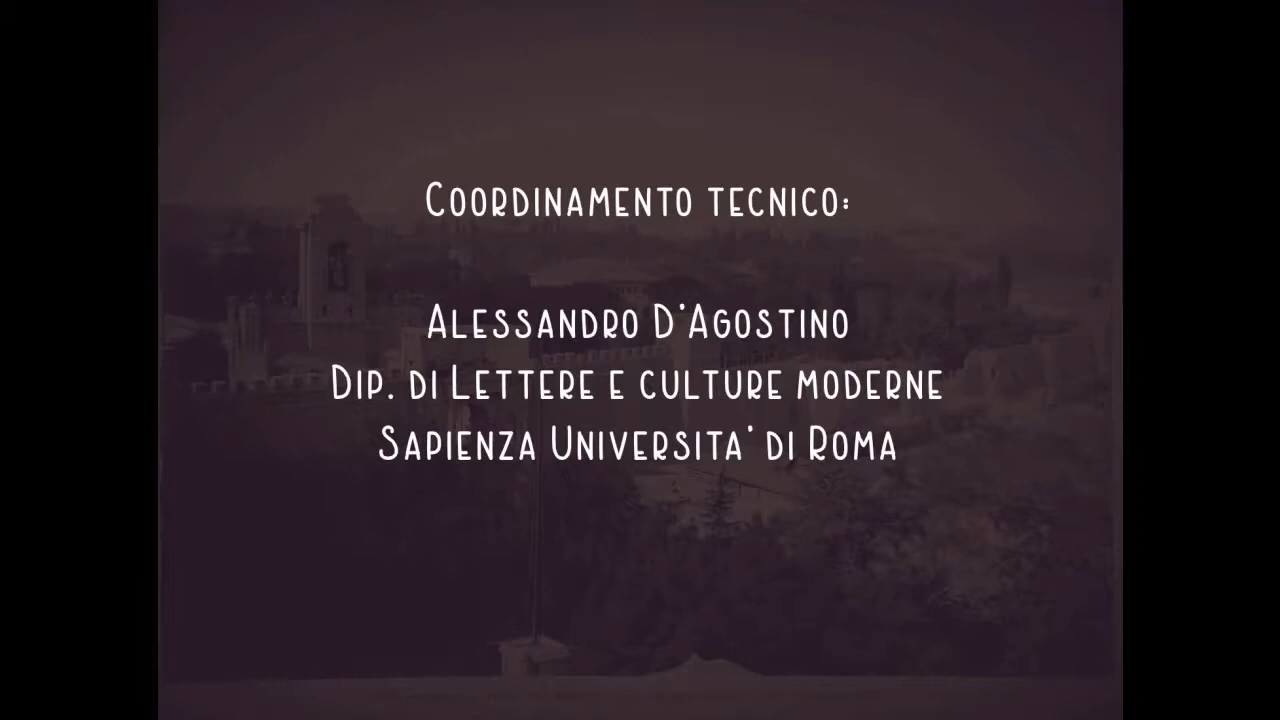 Coordinamento tecnico:
Alessandro D'Agostino
Dip. di Lettere e culture moderne
Sapienza Universita' di Roma